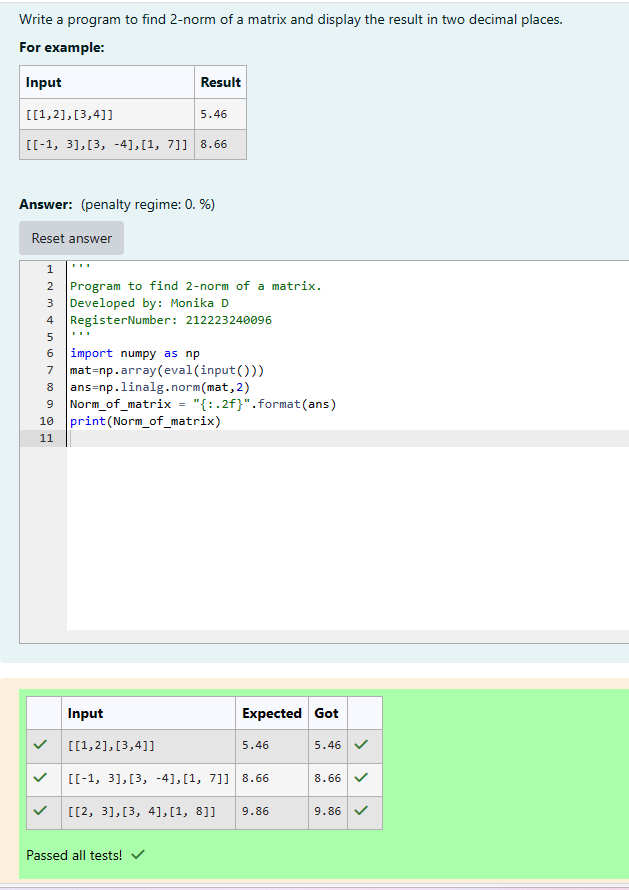 Write a program to find 2-norm of a matrix and display the result in two decimal places.
For example:
Input Result
[[1,2],[3,4]] 5.46
[[-1, 3],[3, -4],[1, 7]] 8.66
Answer: (penalty regime: 0. %)
Reset answer
1 '''
2 Program to find 2-norm of a matrix.
3 Developed by: Monika D
4 RegisterNumber: 212223240096
5 '''
6 import numpy as np
7 mat=np.array(eval(input()))
8 ans=np.linalg.norm(mat,2)
9 Norm_of_matrix = "{:.2f}".format(ans)
10 print(Norm_of_matrix)
11
Input Expected Got
[[1,2],[3,4]] 5.46 5.46
[[-1, 3],[3, -4],[1, 7]] 8.66 8.66
[[2, 3],[3, 4],[1, 8]] 9.86 9.86
Passed all tests!